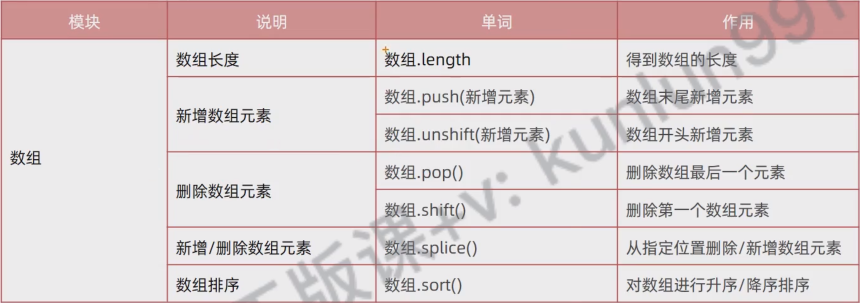 模块 说明 单词 作用
数组长度 数组.length 得到数组的长度
新增数组元素 数组.push(新增元素) 数组末尾新增元素
数组.unshift(新增元素) 数组开头新增元素
数组
删除数组元素 数组.pop() 删除数组最后一个元素
数组.shift() 删除第一个数组元素
新增/删除数组元素 数组.splice() 从指定位置删除/新增数组元素
数组排序 数组.sort() 对数组进行升序/降序排序
正版课+v: kunlun991